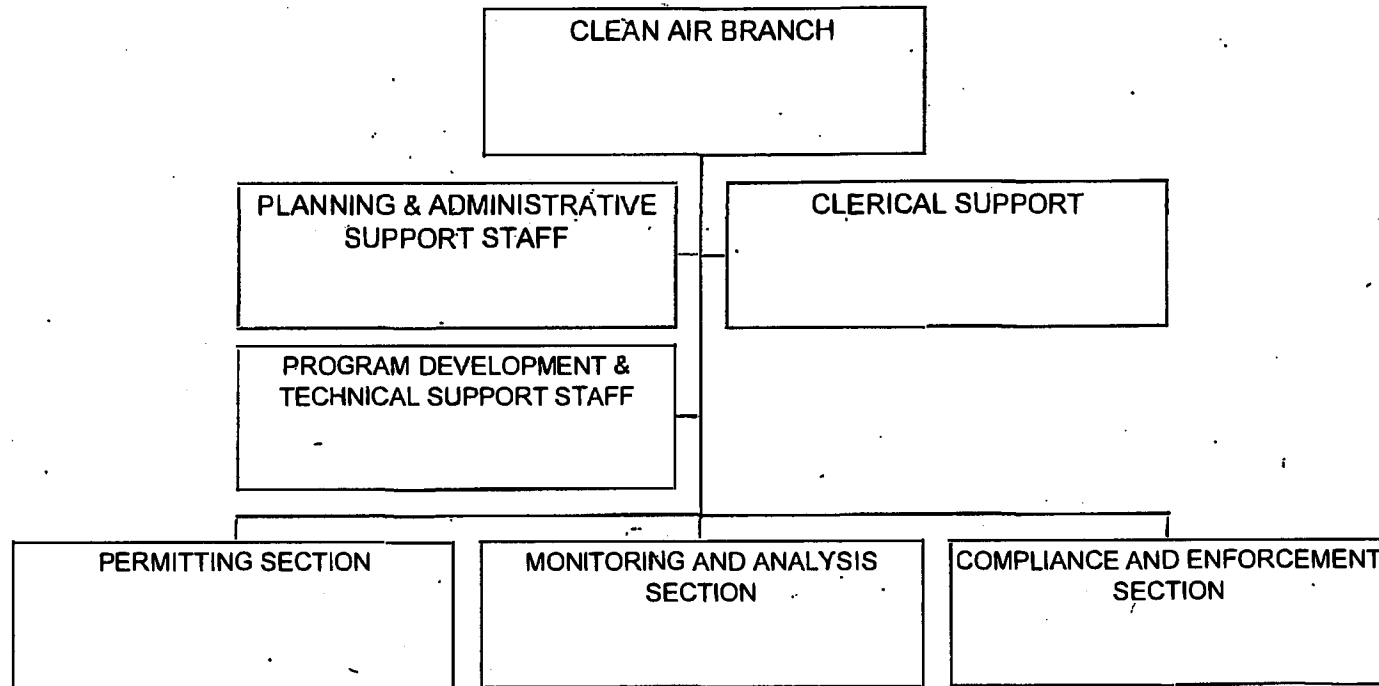 CLEAN AIR BRANCH
PLANNING & ADMINISTRATIVE
SUPPORT STAFF
CLERICAL SUPPORT
PROGRAM DEVELOPMENT &
TECHNICAL SUPPORT STAFF
PERMITTING SECTION
MONITORING AND ANALYSIS
SECTION
COMPLIANCE AND ENFORCEMENT
SECTION